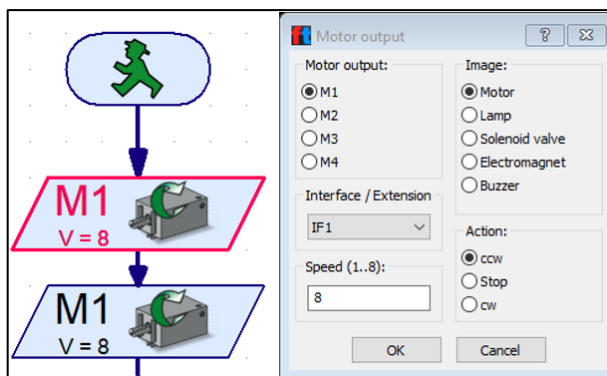 M1
V = 8
M1
V = 8
ft Motor output
Motor output:
M1
M2
M3
M4
Interface / Extension
IF1
Speed (1..8):
8
Image:
Motor
Lamp
Solenoid valve
Electromagnet
Buzzer
Action:
ccw
Stop
cw
OK
Cancel